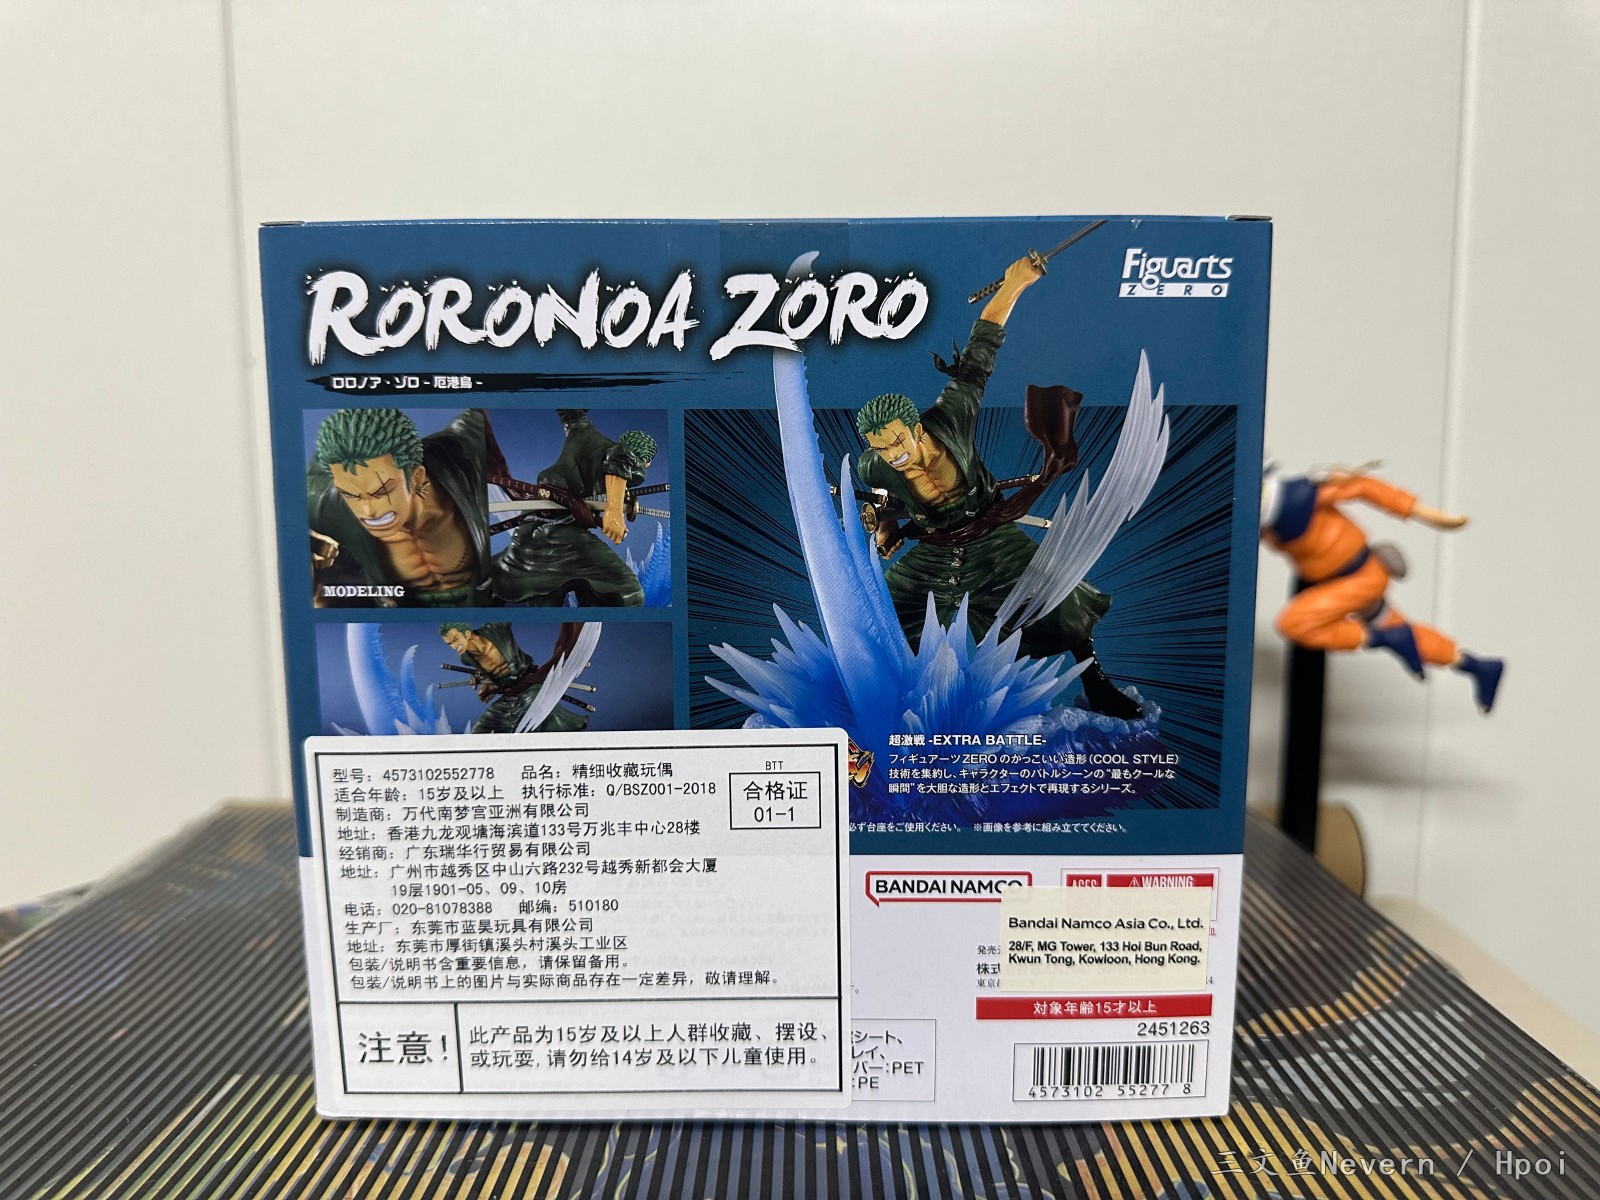 RORONOA ZORO
Figuarts
ZERO
ロロノア・ゾロ -厄港鳥-
MODELING
超激戦 -EXTRA BATTLE-
フィギュアーツZEROのかっこいい造形(COOL STYLE)
技術を集約し、キャラクターのバトルシーンの“最もクールな
瞬間”を大胆な造形とエフェクトで再現するシリーズ。
必ず台座をご使用ください。 ※画像を参考に組み立ててください。
型号：4573102552778 品名：精细收藏玩偶
适合年龄：15岁及以上 执行标准：Q/BSZ001-2018
制造商：万代南梦宫亚洲有限公司
地址：香港九龙观塘海滨道133号万兆丰中心28楼
经销商：广东瑞华行贸易有限公司
地址：广州市越秀区中山六路232号越秀新都会大厦
19层1901-05、09、10房
电话：020-81078388 邮编：510180
生产厂：东莞市蓝昊玩具有限公司
地址：东莞市厚街镇溪头村溪头工业区
包装/说明书含重要信息，请保留备用。
包装/说明书上的图片与实际商品存在一定差异，敬请理解。
BTT
合格证
01-1
注意！
此产品为15岁及以上人群收藏、摆设、
或玩耍,请勿给14岁及以下儿童使用。
BANDAI NAMCO
AGES
⚠WARNING
Bandai Namco Asia Co., Ltd.
28/F, MG Tower, 133 Hoi Bun Road,
Kwun Tong, Kowloon, Hong Kong.
発売
株式
東京
対象年齢15才以上
2451263
シート、
レイ、
バー:PET
:PE
4573102 552778
三文鱼Nevern / Hpoi